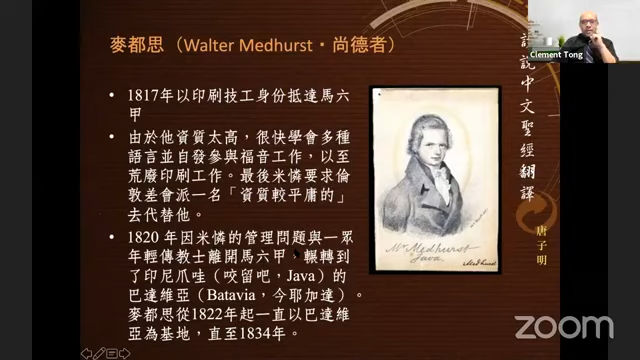 麥都思（Walter Medhurst・尚德者）
• 1817年以印刷技工身份抵達馬六
甲
• 由於他資質太高，很快學會多種
語言並自發參與福音工作，以至
荒廢印刷工作。最後米憐要求倫
敦差會派一名「資質較平庸的」
去代替他。
• 1820 年因米憐的管理問題與一眾
年輕傳教士離開馬六甲，輾轉到
了印尼爪哇（咬留吧，Java）的
巴達維亞（Batavia，今耶加達）。
麥都思從1822年起一直以巴達維
亞為基地，直至1834年。
Mr. Medhurst
Java
Medhurst
Clement Tong
說中文聖經翻譯
唐子明
zoom